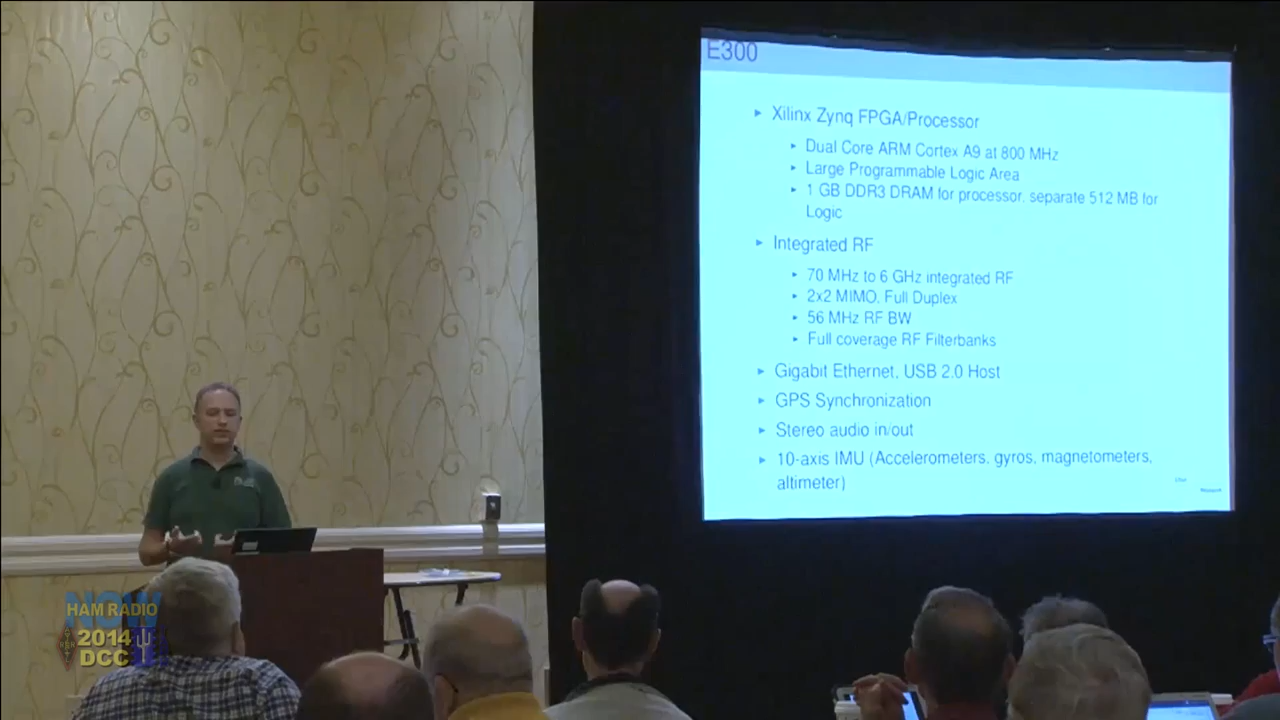 E300
Xilinx Zynq FPGA/Processor
Dual Core ARM Cortex A9 at 800 MHz
Large Programmable Logic Area
1 GB DDR3 DRAM for processor, separate 512 MB for
Logic
Integrated RF
70 MHz to 6 GHz integrated RF
2x2 MIMO, Full Duplex
56 MHz RF BW
Full coverage RF Filterbanks
Gigabit Ethernet, USB 2.0 Host
GPS Synchronization
Stereo audio in/out
10-axis IMU (Accelerometers, gyros, magnetometers,
altimeter)
NOW
HAM RADIO
2014
DCC